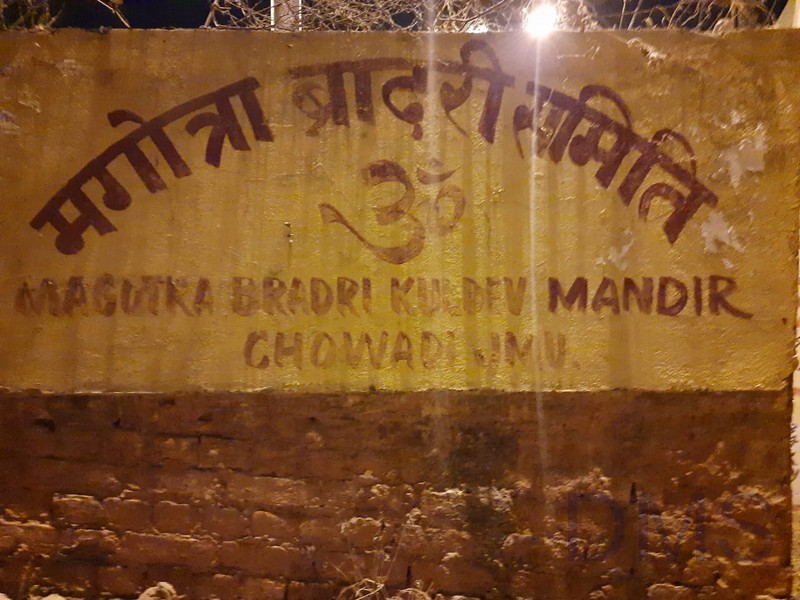 मगोत्रा ब्रादरी समिति
ॐ
MAGOTRA BRADRI KULDEV MANDIR
CHOWADI JMU.
DMS